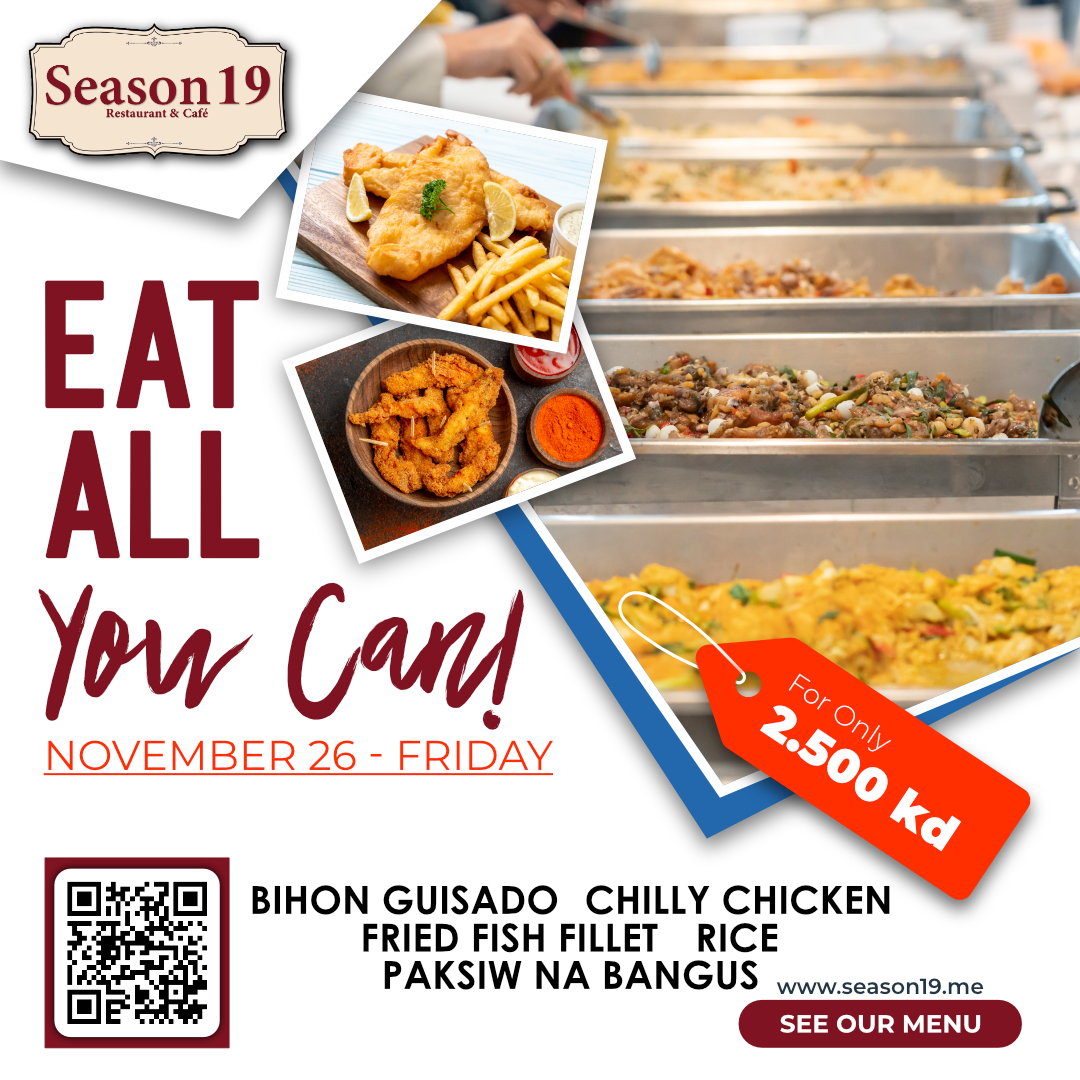 Season 19
Restaurant & Café
EAT
ALL
You Can!
NOVEMBER 26 - FRIDAY
For Only
2.500 kd
BIHON GUISADO CHILLY CHICKEN
FRIED FISH FILLET RICE
PAKSIW NA BANGUS
www.season19.me
SEE OUR MENU